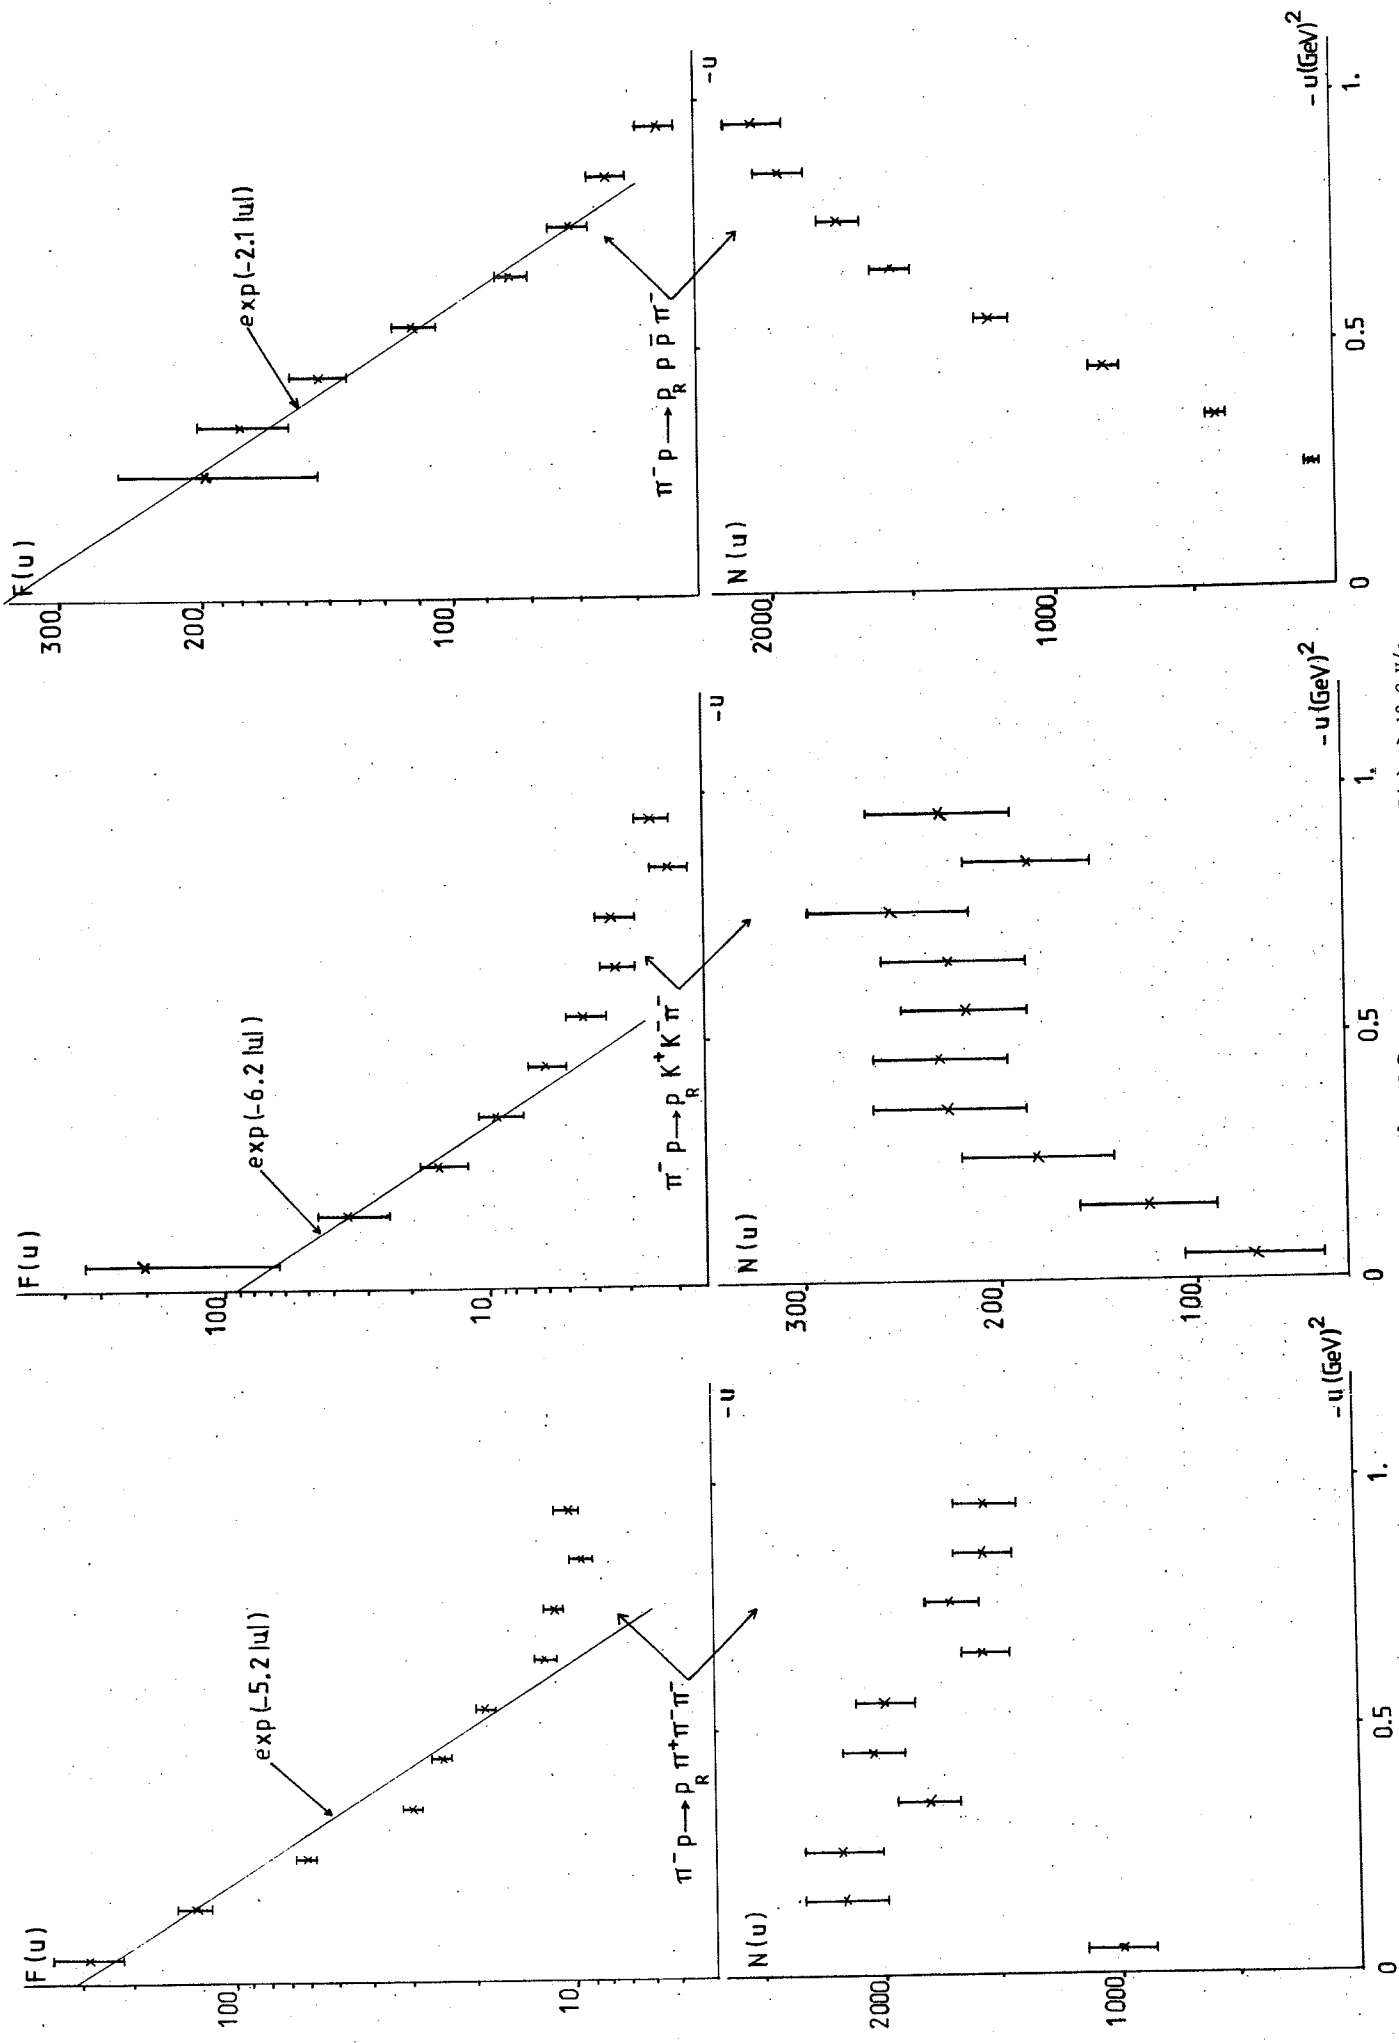 F(u)
100
10
exp(-5.2 |u|)
-u
π⁻ p ⟶ p_R π⁺ π⁻ π⁻
N(u)
2000
1000
0
0.5
1.
-u (GeV)²
F(u)
100
10
exp(-6.2 |u|)
-u
π⁻ p ⟶ p_R K⁺ K⁻ π⁻
N(u)
300
200
100
0
0.5
1.
-u (GeV)²
F(u)
300
200
100
exp(-2.1 |u|)
-u
π⁻ p ⟶ p_R p p̄ π⁻
N(u)
2000
1000
0
0.5
1.
-u (GeV)²